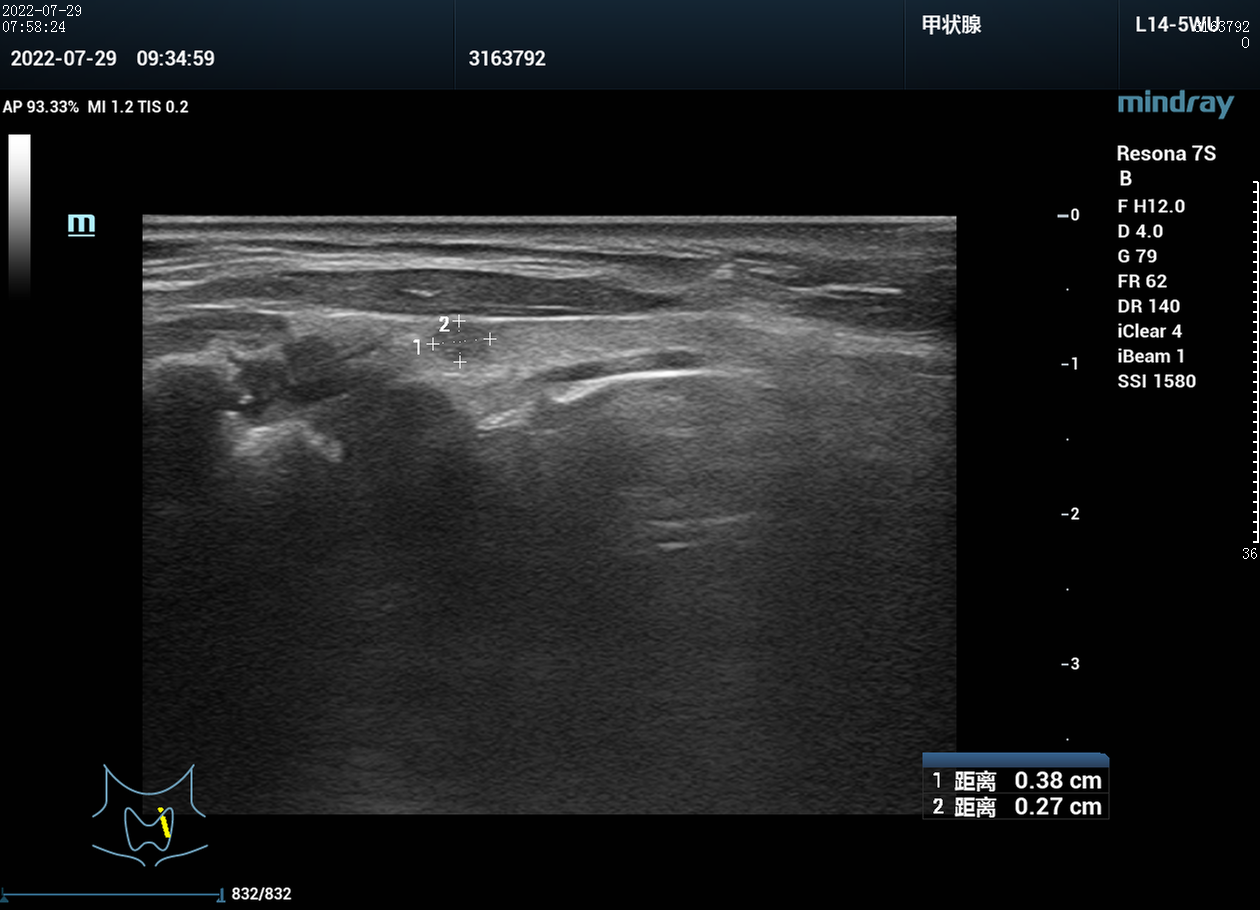 2022-07-29
07:58:24
2022-07-29 09:34:59
3163792
甲状腺
L14-5WU
3163792
0
AP 93.33% MI 1.2 TIS 0.2
mindray
Resona 7S
B
F H12.0
D 4.0
G 79
FR 62
DR 140
iClear 4
iBeam 1
SSI 1580
m
0
1
2
3
2
1
36
1 距离 0.38 cm
2 距离 0.27 cm
832/832